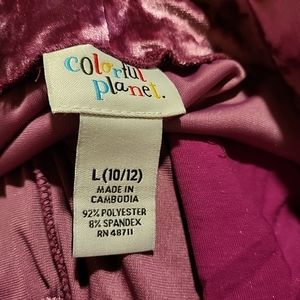 colorful
planet.
L (10/12)
MADE IN
CAMBODIA
92% POLYESTER
8% SPANDEX
RN 48711